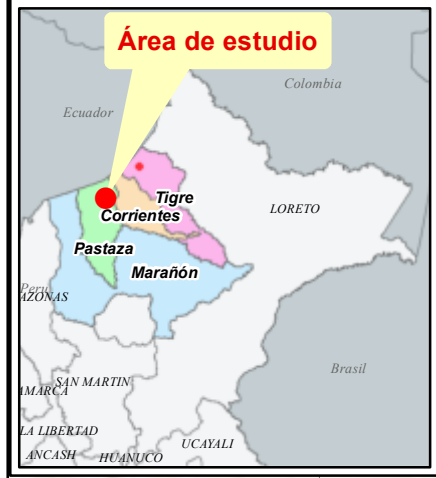 Área de estudio
Colombia
Ecuador
Tigre
Corrientes
LORETO
Pastaza
Marañón
Peru
AZONAS
Brasil
SAN MARTIN
AMARCA
LA LIBERTAD
UCAYALI
ANCASH
HUANUCO